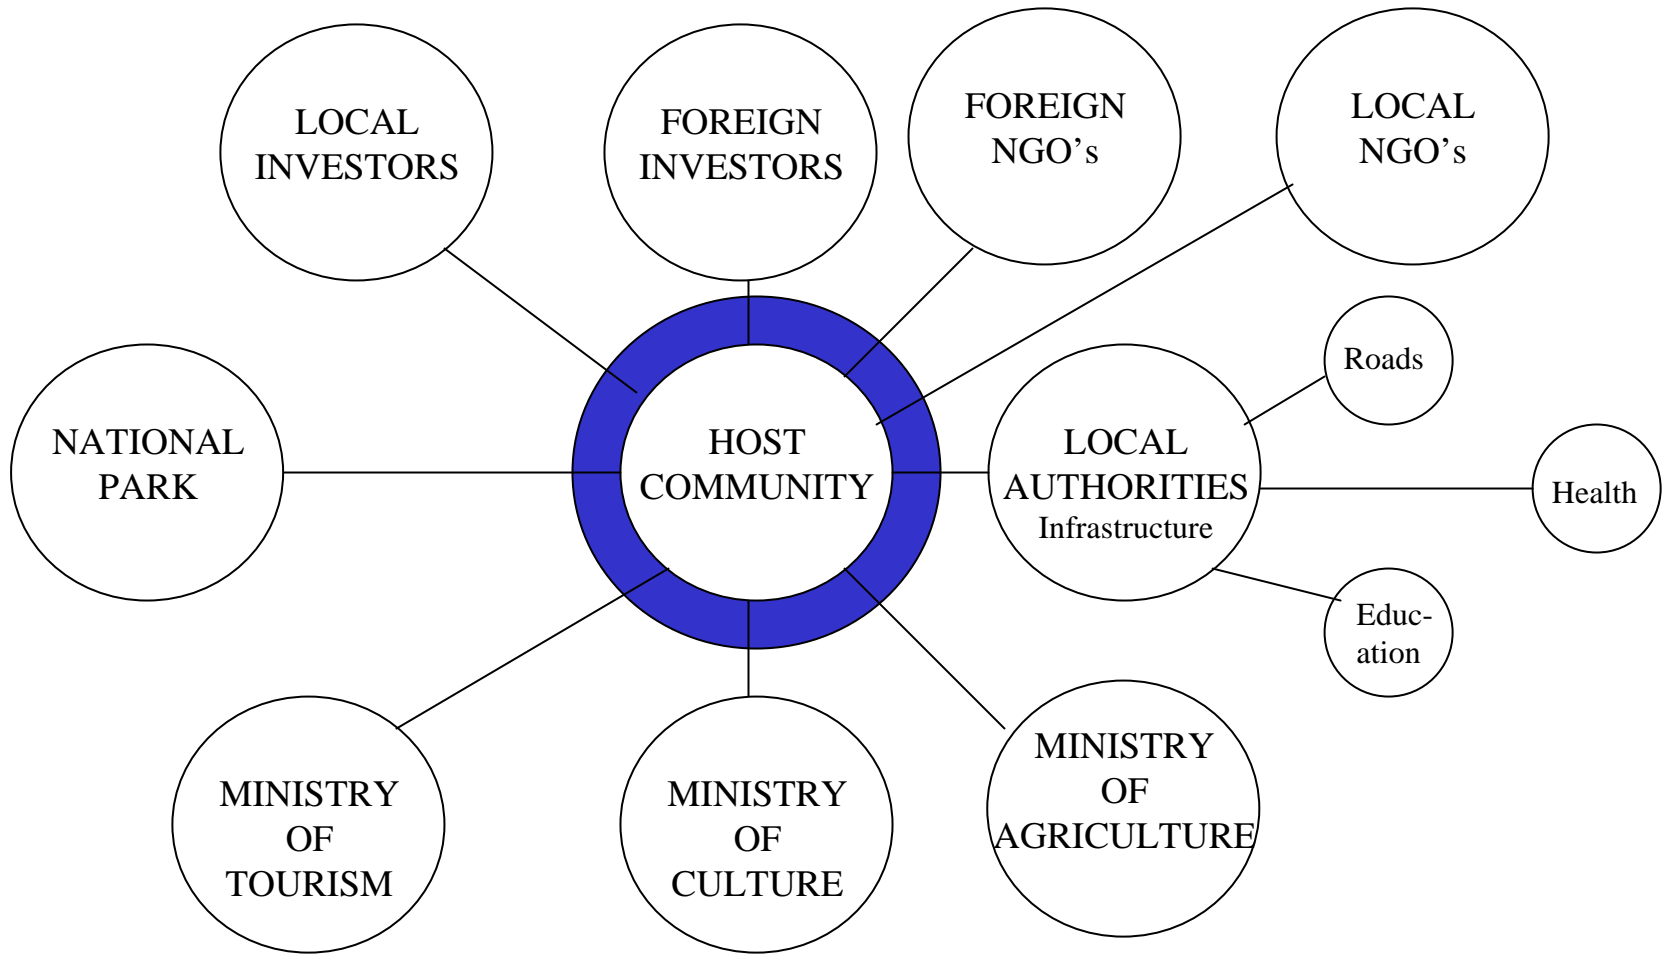 LOCAL
INVESTORS
FOREIGN
INVESTORS
FOREIGN
NGO’s
LOCAL
NGO’s
NATIONAL
PARK
HOST
COMMUNITY
LOCAL
AUTHORITIES
Infrastructure
Roads
Health
Educ-
ation
MINISTRY
OF
TOURISM
MINISTRY
OF
CULTURE
MINISTRY
OF
AGRICULTURE